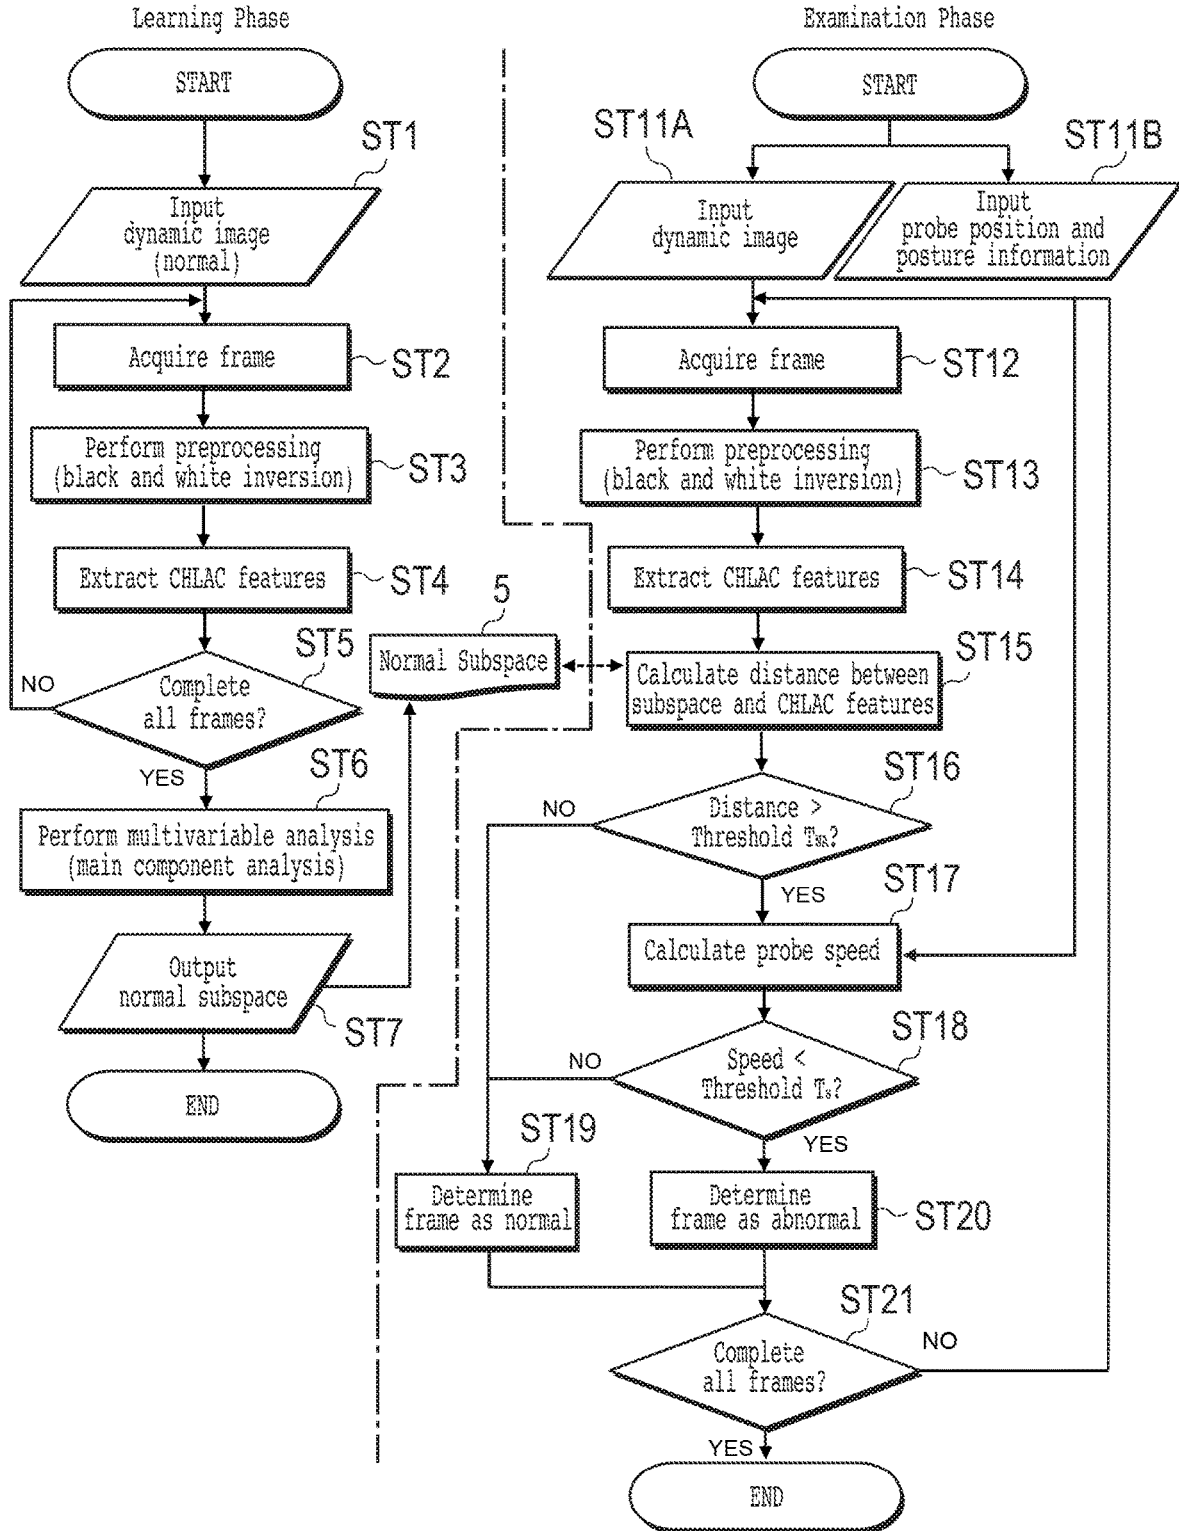 Learning Phase
START
ST1
Input
dynamic image
(normal)
Acquire frame
ST2
Perform preprocessing
(black and white inversion)
ST3
Extract CHLAC features
ST4
ST5
Complete
all frames?
NO
YES
ST6
Perform multivariable analysis
(main component analysis)
Output
normal subspace
ST7
END
5
Normal Subspace
Examination Phase
START
ST11A
Input
dynamic image
ST11B
Input
probe position and
posture information
Acquire frame
ST12
Perform preprocessing
(black and white inversion)
ST13
Extract CHLAC features
ST14
Calculate distance between
subspace and CHLAC features
ST15
ST16
Distance >
Threshold TNA?
NO
YES
ST17
Calculate probe speed
ST18
Speed <
Threshold Ts?
NO
YES
ST19
Determine
frame as normal
Determine
frame as abnormal
ST20
ST21
Complete
all frames?
NO
YES
END